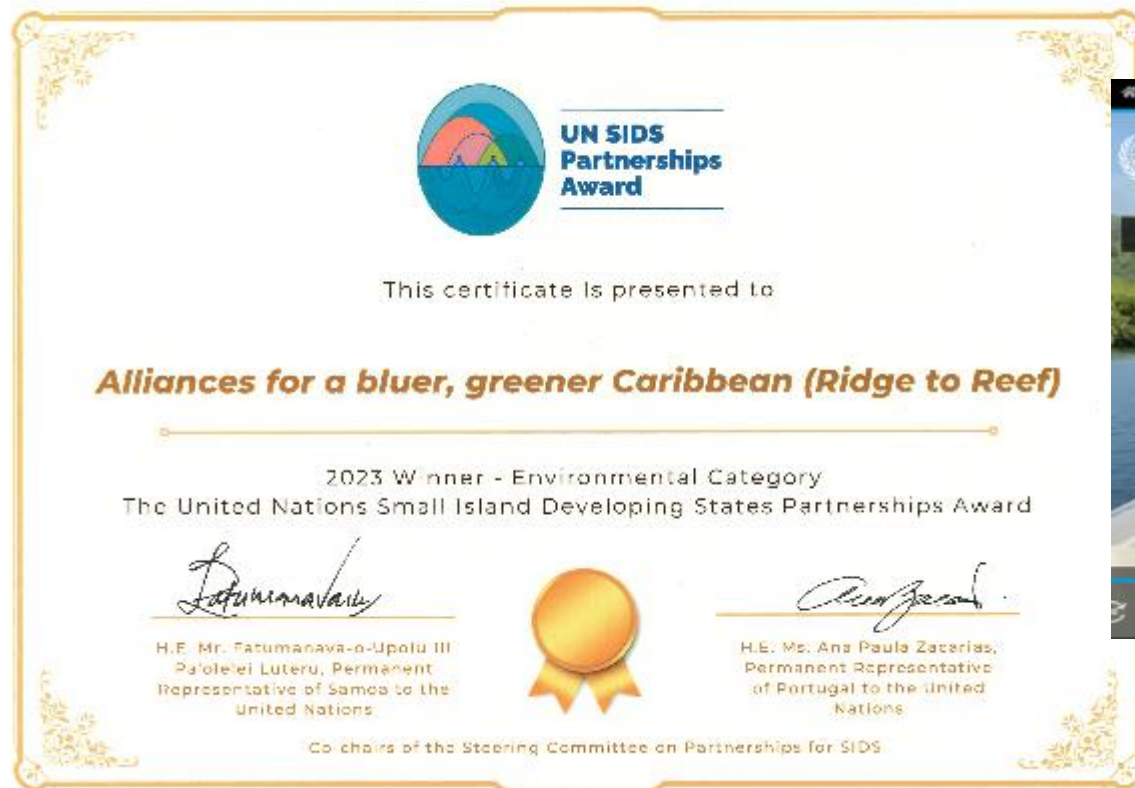 UN SIDS
Partnerships
Award
This certificate is presented to
Alliances for a bluer, greener Caribbean (Ridge to Reef)
2023 Winner - Environmental Category
The United Nations Small Island Developing States Partnerships Award
H.E. Mr. Fatumanava-o-Upolu III
Pa'olelei Luteru, Permanent
Representative of Samoa to the
United Nations
H.E. Ms. Ana Paula Zacarias,
Permanent Representative
of Portugal to the United
Nations
Co-chairs of the Steering Committee on Partnerships for SIDS